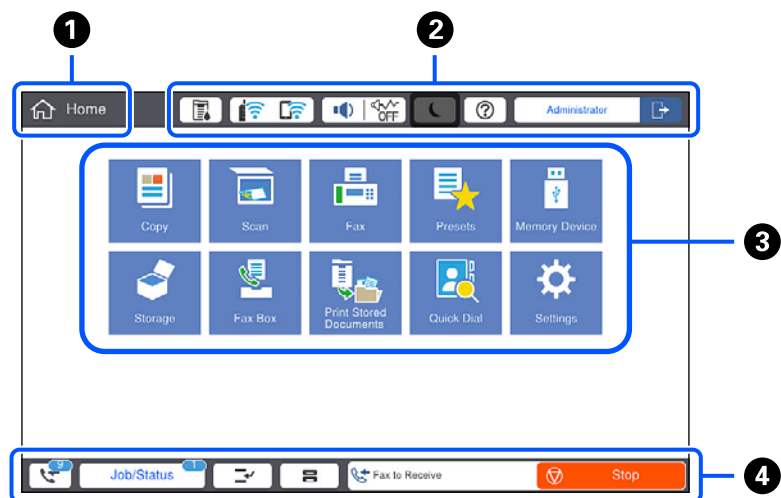 1
2
Home
OFF
?
Administrator
Copy
Scan
Fax
Presets
Memory Device
3
Storage
Fax Box
Print Stored
Documents
Quick Dial
Settings
9
Job/Status
1
Fax to Receive
Stop
4